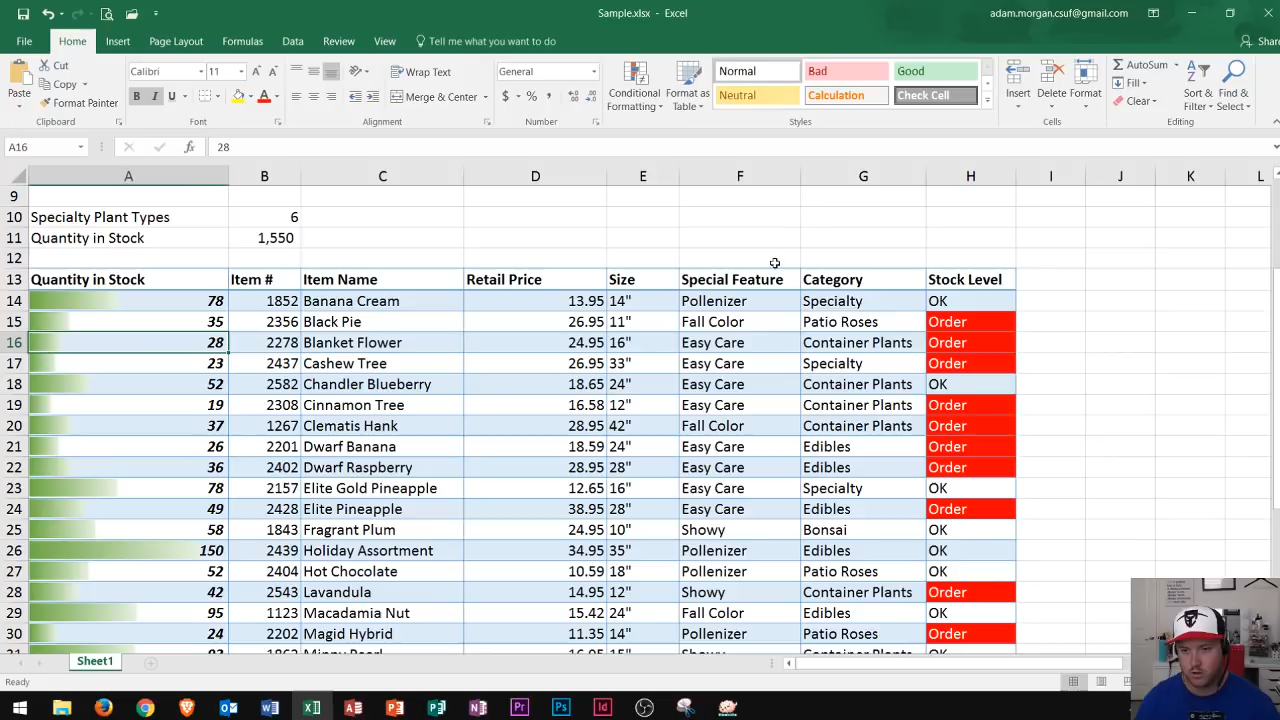 Sample.xlsx - Excel
adam.morgan.csuf@gmail.com
File Home Insert Page Layout Formulas Data Review View Tell me what you want to do
Paste
Cut
Copy
Format Painter
Clipboard
Calibri 11
B I U
Font
Wrap Text
Merge & Center
Alignment
General
$ % ,
Number
Conditional Formatting
Format as Table
Normal Bad Good
Neutral Calculation Check Cell
Styles
Insert Delete Format
Cells
AutoSum
Fill
Clear
Sort & Filter
Find & Select
Editing
A16 fx 28
A B C D E F G H I J K L
9
10 Specialty Plant Types 6
11 Quantity in Stock 1,550
12
13 Quantity in Stock Item # Item Name Retail Price Size Special Feature Category Stock Level
14 78 1852 Banana Cream 13.95 14" Pollenizer Specialty OK
15 35 2356 Black Pie 26.95 11" Fall Color Patio Roses Order
16 28 2278 Blanket Flower 24.95 16" Easy Care Container Plants Order
17 23 2437 Cashew Tree 26.95 33" Easy Care Specialty Order
18 52 2582 Chandler Blueberry 18.65 24" Easy Care Container Plants OK
19 19 2308 Cinnamon Tree 16.58 12" Easy Care Container Plants Order
20 37 1267 Clematis Hank 28.95 42" Fall Color Container Plants Order
21 26 2201 Dwarf Banana 18.59 24" Easy Care Edibles Order
22 36 2402 Dwarf Raspberry 28.95 28" Easy Care Edibles Order
23 78 2157 Elite Gold Pineapple 12.65 16" Easy Care Specialty OK
24 49 2428 Elite Pineapple 38.95 28" Easy Care Edibles Order
25 58 1843 Fragrant Plum 24.95 10" Showy Bonsai OK
26 150 2439 Holiday Assortment 34.95 35" Pollenizer Edibles OK
27 52 2404 Hot Chocolate 10.59 18" Pollenizer Patio Roses OK
28 42 2543 Lavandula 14.95 12" Showy Container Plants Order
29 95 1123 Macadamia Nut 15.42 24" Fall Color Edibles OK
30 24 2202 Magid Hybrid 11.35 14" Pollenizer Patio Roses Order
Sheet1
Ready